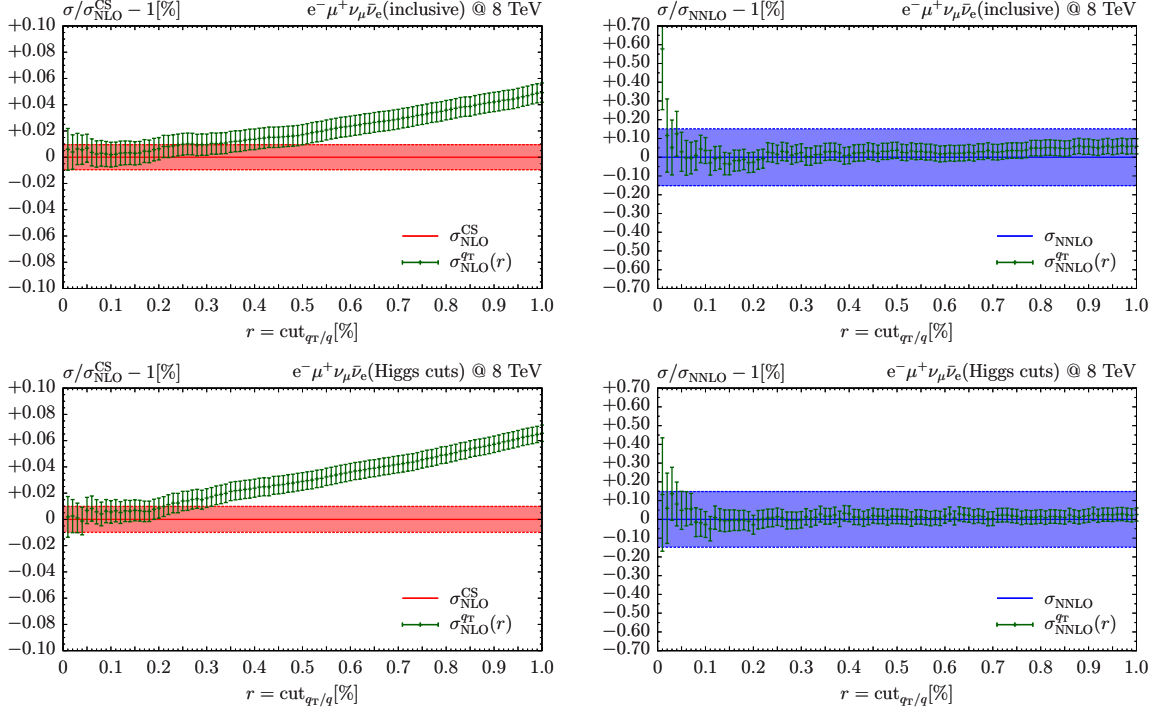 σ/σ^CS_NLO − 1[%] e⁻μ⁺ν_μν̄_e(inclusive) @ 8 TeV
+0.10
+0.08
+0.06
+0.04
+0.02
0
−0.02
−0.04
−0.06
−0.08
−0.10
σ^CS_NLO
σ^qT_NLO(r)
0 0.1 0.2 0.3 0.4 0.5 0.6 0.7 0.8 0.9 1.0
r = cut_qT/q[%]
σ/σ_NNLO − 1[%] e⁻μ⁺ν_μν̄_e(inclusive) @ 8 TeV
+0.70
+0.60
+0.50
+0.40
+0.30
+0.20
+0.10
0
−0.10
−0.20
−0.30
−0.40
−0.50
−0.60
−0.70
σ_NNLO
σ^qT_NNLO(r)
0 0.1 0.2 0.3 0.4 0.5 0.6 0.7 0.8 0.9 1.0
r = cut_qT/q[%]
σ/σ^CS_NLO − 1[%] e⁻μ⁺ν_μν̄_e(Higgs cuts) @ 8 TeV
+0.10
+0.08
+0.06
+0.04
+0.02
0
−0.02
−0.04
−0.06
−0.08
−0.10
σ^CS_NLO
σ^qT_NLO(r)
0 0.1 0.2 0.3 0.4 0.5 0.6 0.7 0.8 0.9 1.0
r = cut_qT/q[%]
σ/σ_NNLO − 1[%] e⁻μ⁺ν_μν̄_e(Higgs cuts) @ 8 TeV
+0.70
+0.60
+0.50
+0.40
+0.30
+0.20
+0.10
0
−0.10
−0.20
−0.30
−0.40
−0.50
−0.60
−0.70
σ_NNLO
σ^qT_NNLO(r)
0 0.1 0.2 0.3 0.4 0.5 0.6 0.7 0.8 0.9 1.0
r = cut_qT/q[%]